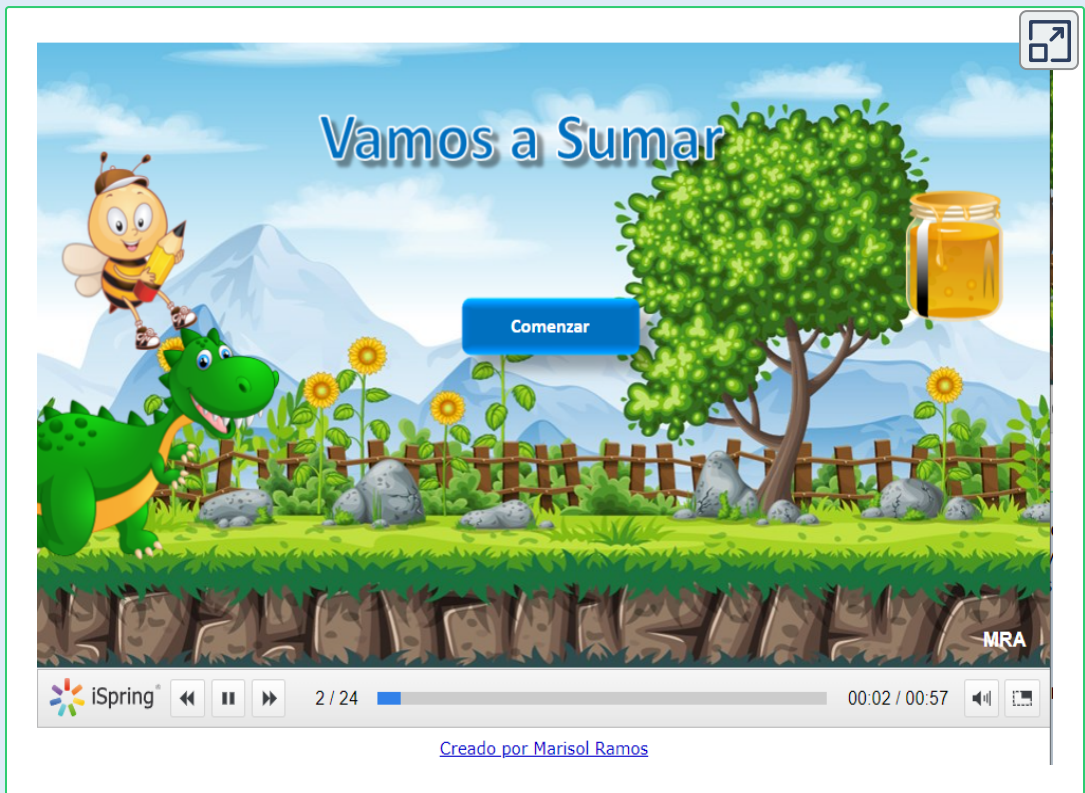 Vamos a Sumar
Comenzar
MRA
iSpring®
2 / 24
00:02 / 00:57
Creado por Marisol Ramos